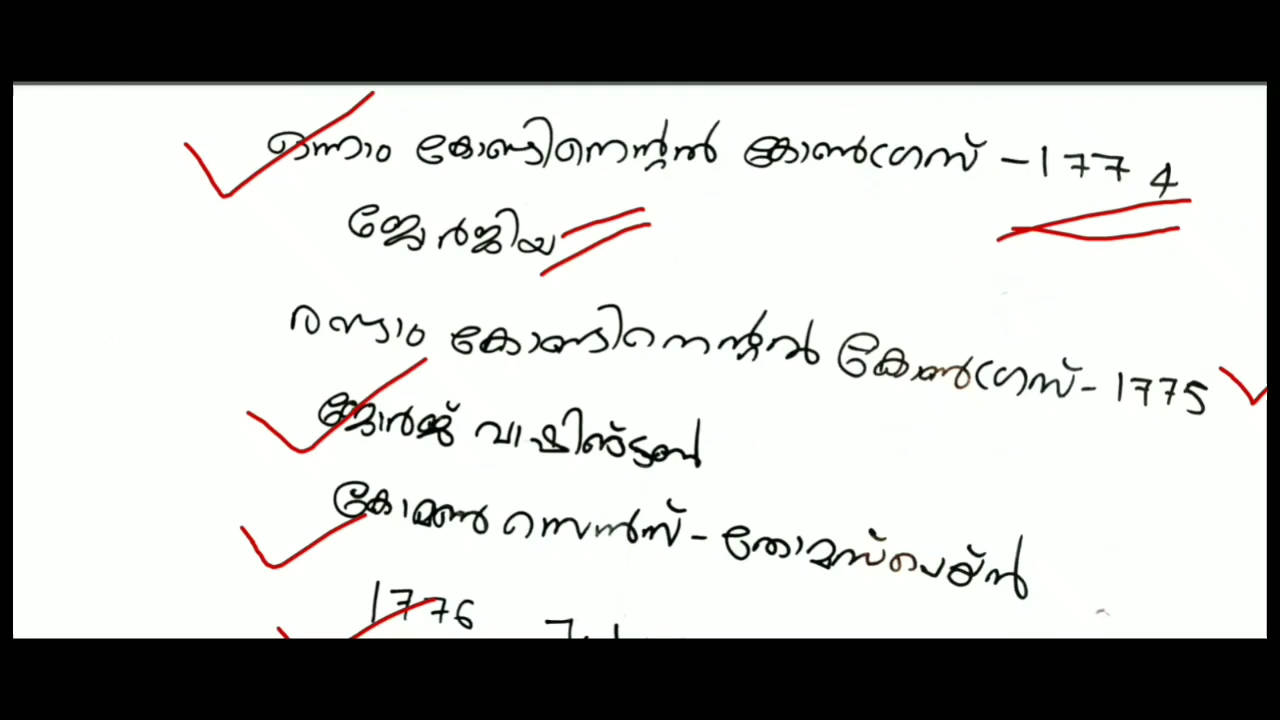 ഒന്നാം കോണ്ടിനെന്റൽ കോൺഗ്രസ് - 1774
ജോർജിയ
രണ്ടാം കോണ്ടിനെന്റൽ കോൺഗ്രസ് - 1775
ജോർജ് വാഷിങ്ടൺ
കോമൺ സെൻസ് - തോമസ് പെയ്ൻ
1776